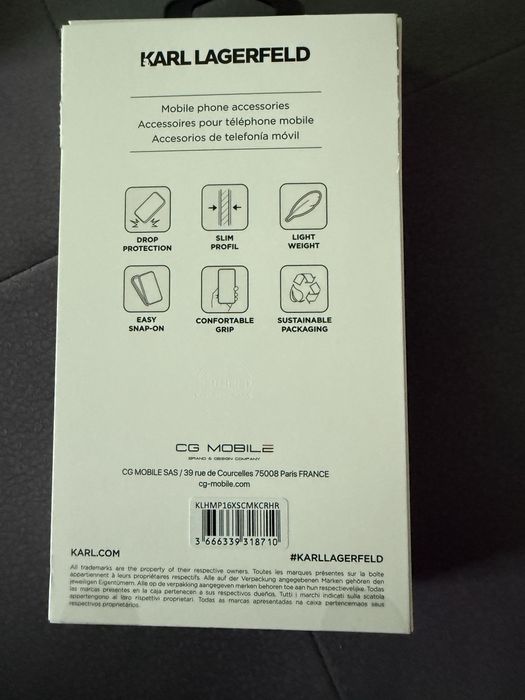 KARL LAGERFELD
Mobile phone accessories
Accessoires pour téléphone mobile
Accesorios de telefonía móvil
DROP
PROTECTION
SLIM
PROFIL
LIGHT
WEIGHT
EASY
SNAP-ON
CONFORTABLE
GRIP
SUSTAINABLE
PACKAGING
CG MOBILE
BRAND & DESIGN COMPANY
CG MOBILE SAS / 39 rue de Courcelles 75008 Paris FRANCE
cg-mobile.com
KLHMP16XSCMKCRHR
3 666339 318710
KARL.COM
#KARLLAGERFELD
All trademarks are the property of their respective owners. Toutes les marques présentes sur la boîte
appartiennent à leurs propriétaires respectifs. Alle auf der Verpackung angegebenen Marken gehören den
jeweiligen Eigentümern. Alle op de verpakking aangegeven merken behoren toe aan hun respectievelijke. Todas
las marcas presentes en la caja pertenecen a sus respectivos dueños. Tutti i marchi indicati sulla scatola
appartengono ai loro rispettivi proprietari. Todas as marcas apresentadas na caixa pertencemaos seus
respectivos proprietários.